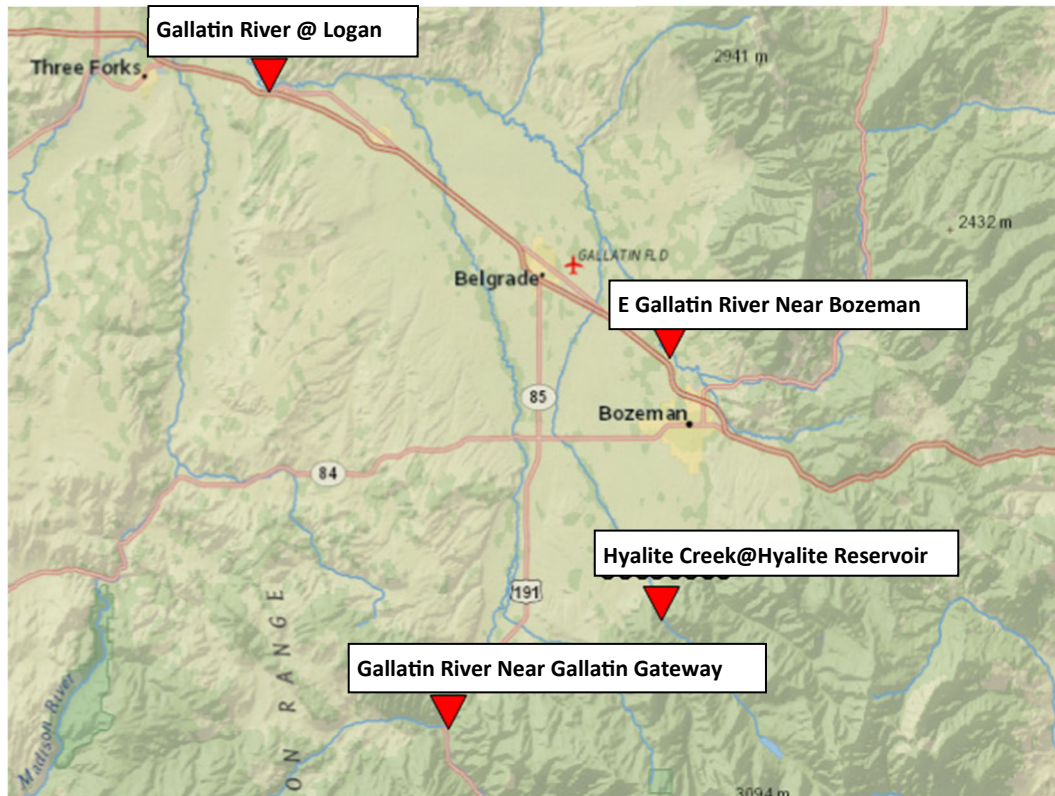 Gallatin River @ Logan
2941 m
Three Forks
2432 m
GALLATIN FLD
Belgrade
E Gallatin River Near Bozeman
85
Bozeman
84
Hyalite Creek@Hyalite Reservoir
191
ON RANGE
Gallatin River Near Gallatin Gateway
Madison River
3094 m